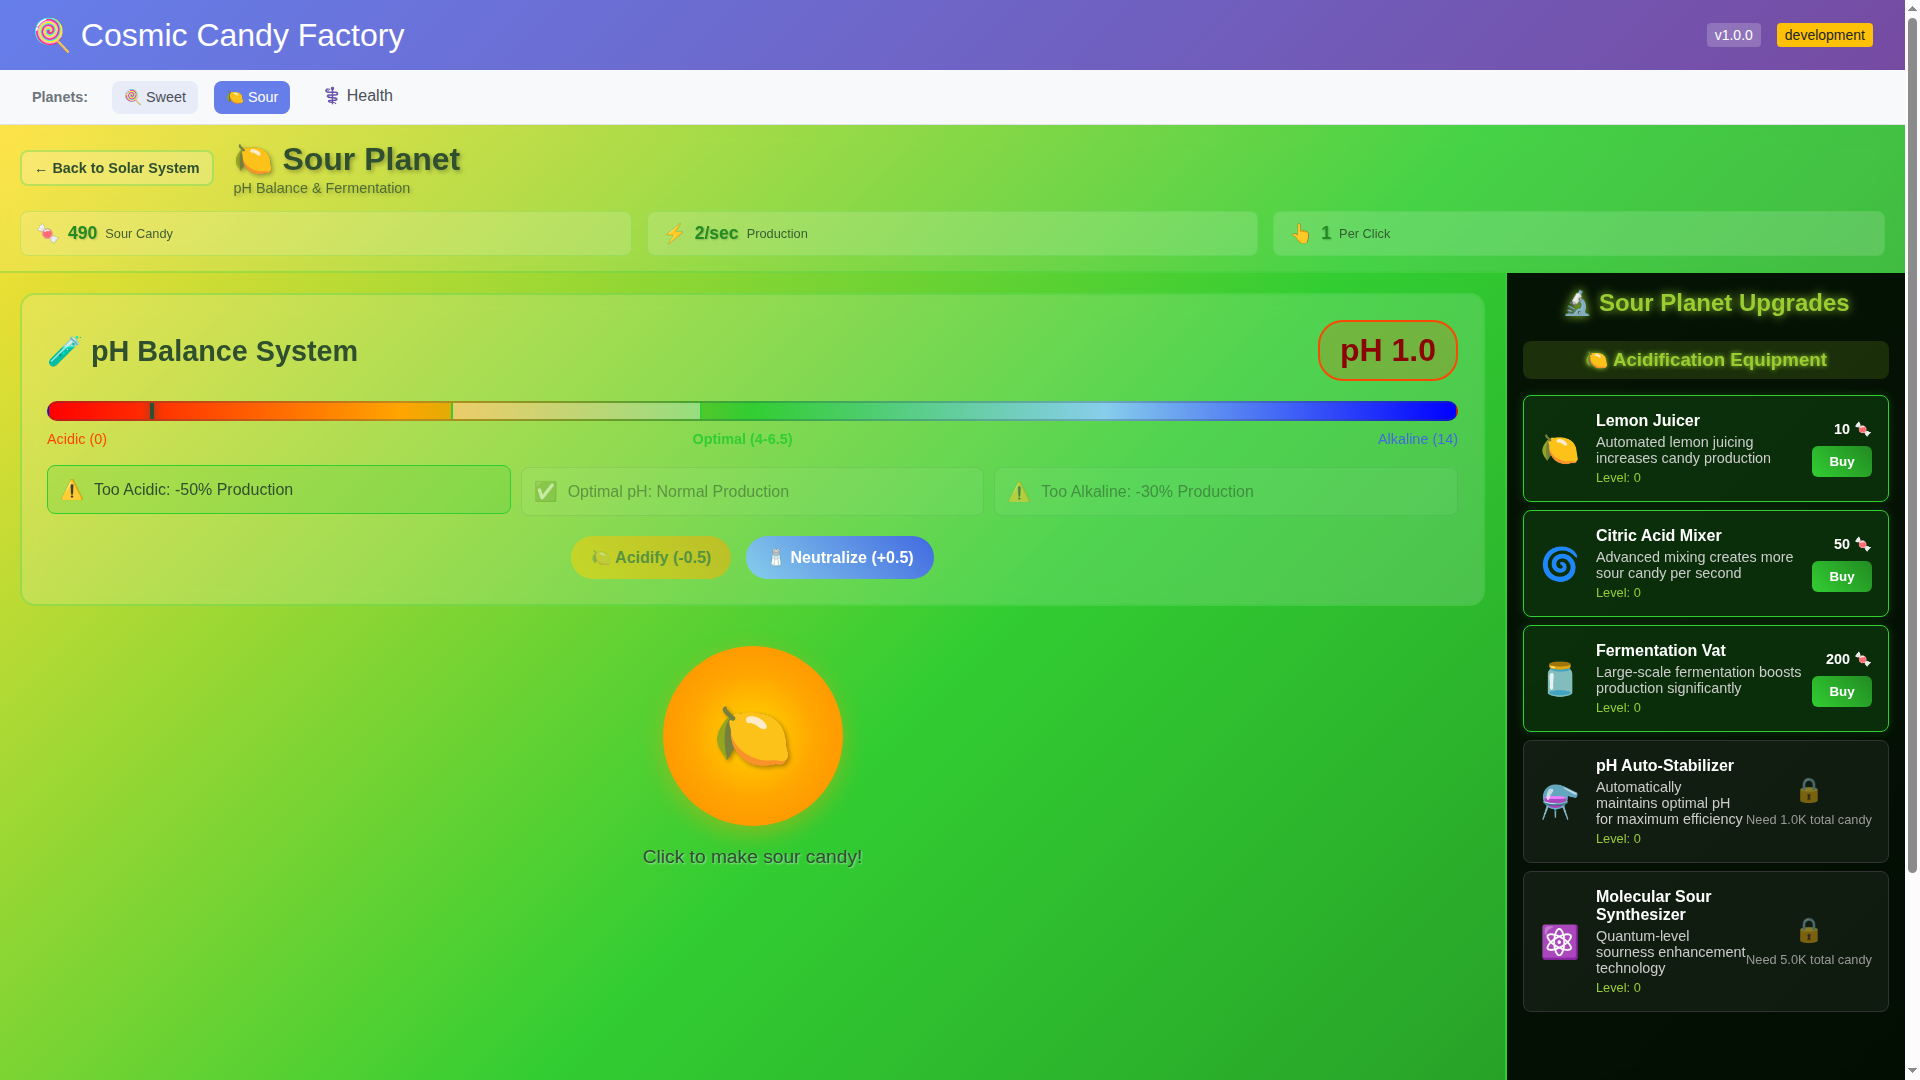 Cosmic Candy Factory
v1.0.0
development
Planets:
Sweet
Sour
Health
← Back to Solar System
Sour Planet
pH Balance & Fermentation
490 Sour Candy
2/sec Production
1 Per Click
pH Balance System
pH 1.0
Acidic (0)
Optimal (4-6.5)
Alkaline (14)
Too Acidic: -50% Production
Optimal pH: Normal Production
Too Alkaline: -30% Production
Acidify (-0.5)
Neutralize (+0.5)
Click to make sour candy!
Sour Planet Upgrades
Acidification Equipment
Lemon Juicer
Automated lemon juicing
increases candy production
Level: 0
10
Buy
Citric Acid Mixer
Advanced mixing creates more
sour candy per second
Level: 0
50
Buy
Fermentation Vat
Large-scale fermentation boosts
production significantly
Level: 0
200
Buy
pH Auto-Stabilizer
Automatically
maintains optimal pH
for maximum efficiency
Level: 0
Need 1.0K total candy
Molecular Sour
Synthesizer
Quantum-level
sourness enhancement
technology
Level: 0
Need 5.0K total candy